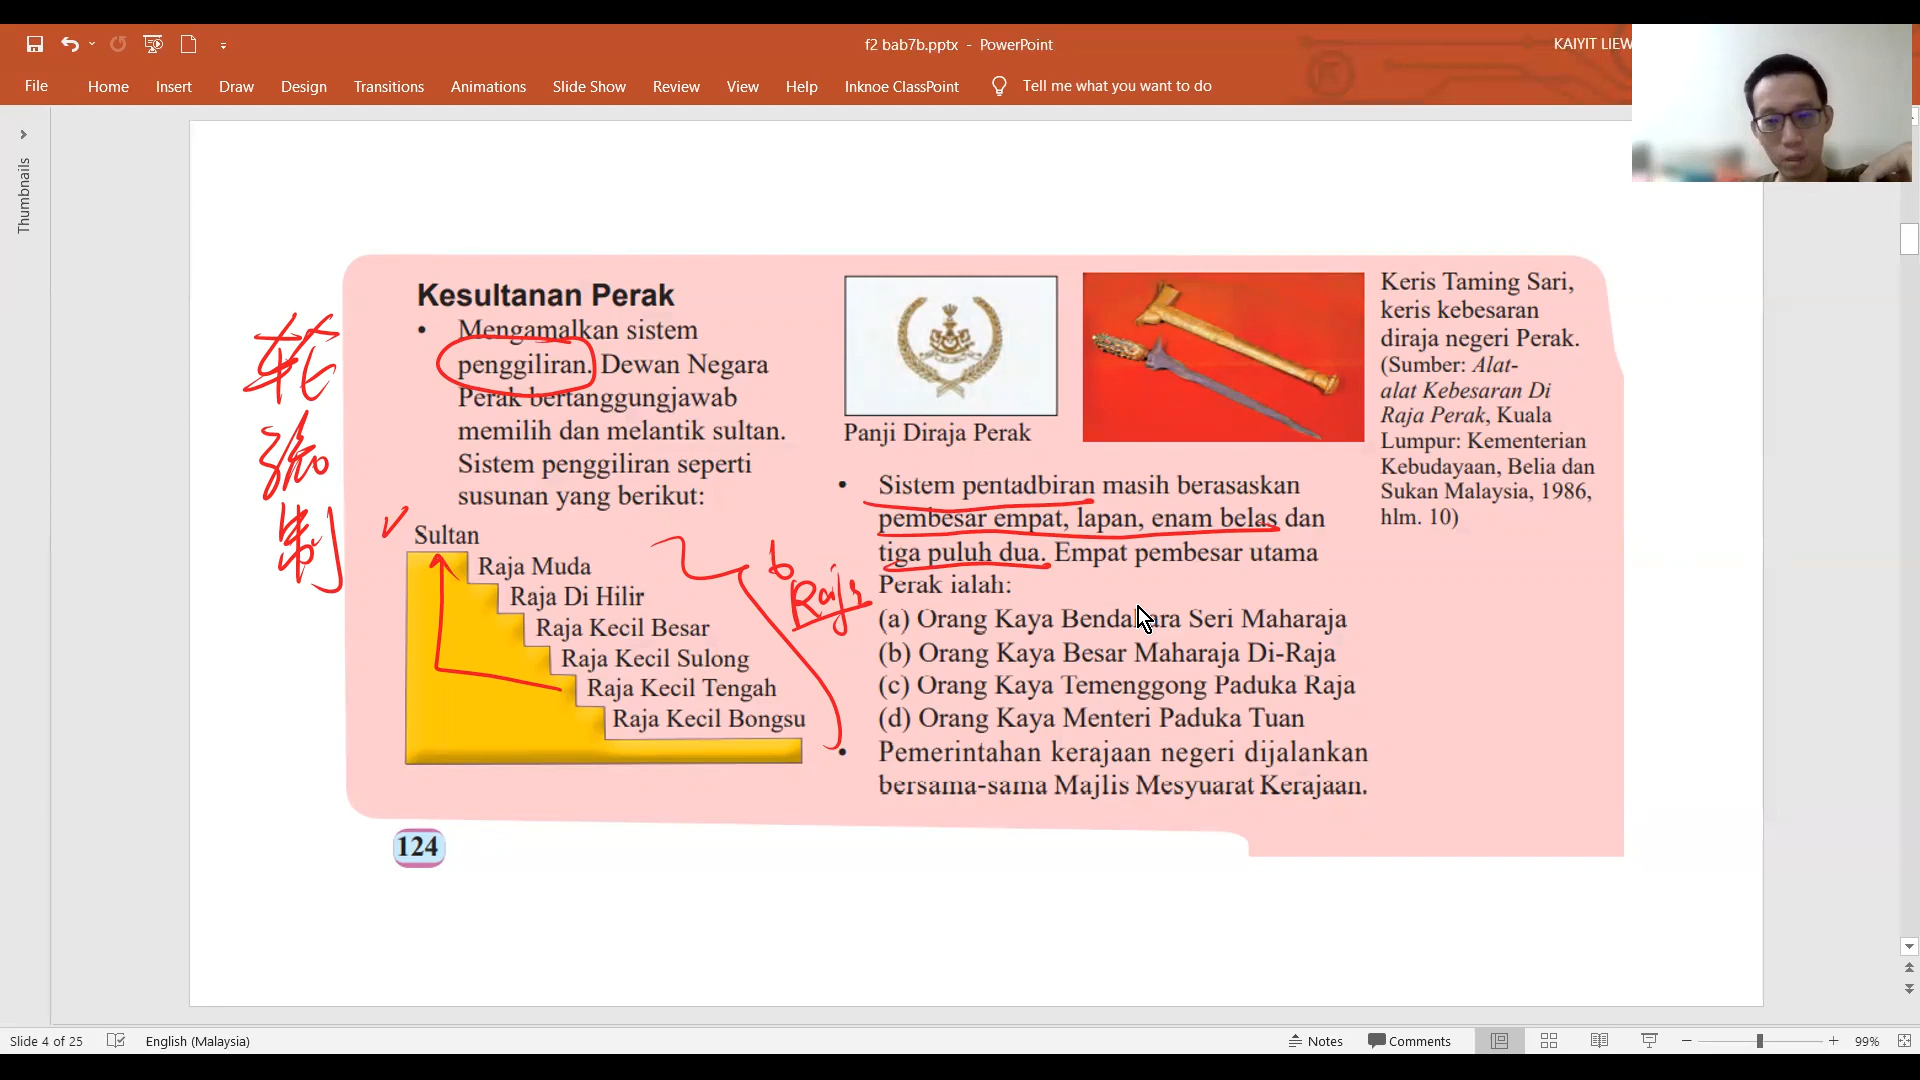 f2 bab7b.pptx - PowerPoint
KAIYIT LIEW
File Home Insert Draw Design Transitions Animations Slide Show Review View Help Inknoe ClassPoint Tell me what you want to do
Thumbnails
Kesultanan Perak
• Mengamalkan sistem
penggiliran. Dewan Negara
Perak bertanggungjawab
memilih dan melantik sultan.
Sistem penggiliran seperti
susunan yang berikut:
Sultan
Raja Muda
Raja Di Hilir
Raja Kecil Besar
Raja Kecil Sulong
Raja Kecil Tengah
Raja Kecil Bongsu
6
Raja
制
Panji Diraja Perak
Keris Taming Sari,
keris kebesaran
diraja negeri Perak.
(Sumber: Alat-
alat Kebesaran Di
Raja Perak, Kuala
Lumpur: Kementerian
Kebudayaan, Belia dan
Sukan Malaysia, 1986,
hlm. 10)
• Sistem pentadbiran masih berasaskan
pembesar empat, lapan, enam belas dan
tiga puluh dua. Empat pembesar utama
Perak ialah:
(a) Orang Kaya Bendahara Seri Maharaja
(b) Orang Kaya Besar Maharaja Di-Raja
(c) Orang Kaya Temenggong Paduka Raja
(d) Orang Kaya Menteri Paduka Tuan
• Pemerintahan kerajaan negeri dijalankan
bersama-sama Majlis Mesyuarat Kerajaan.
124
Slide 4 of 25 English (Malaysia) Notes Comments 99%